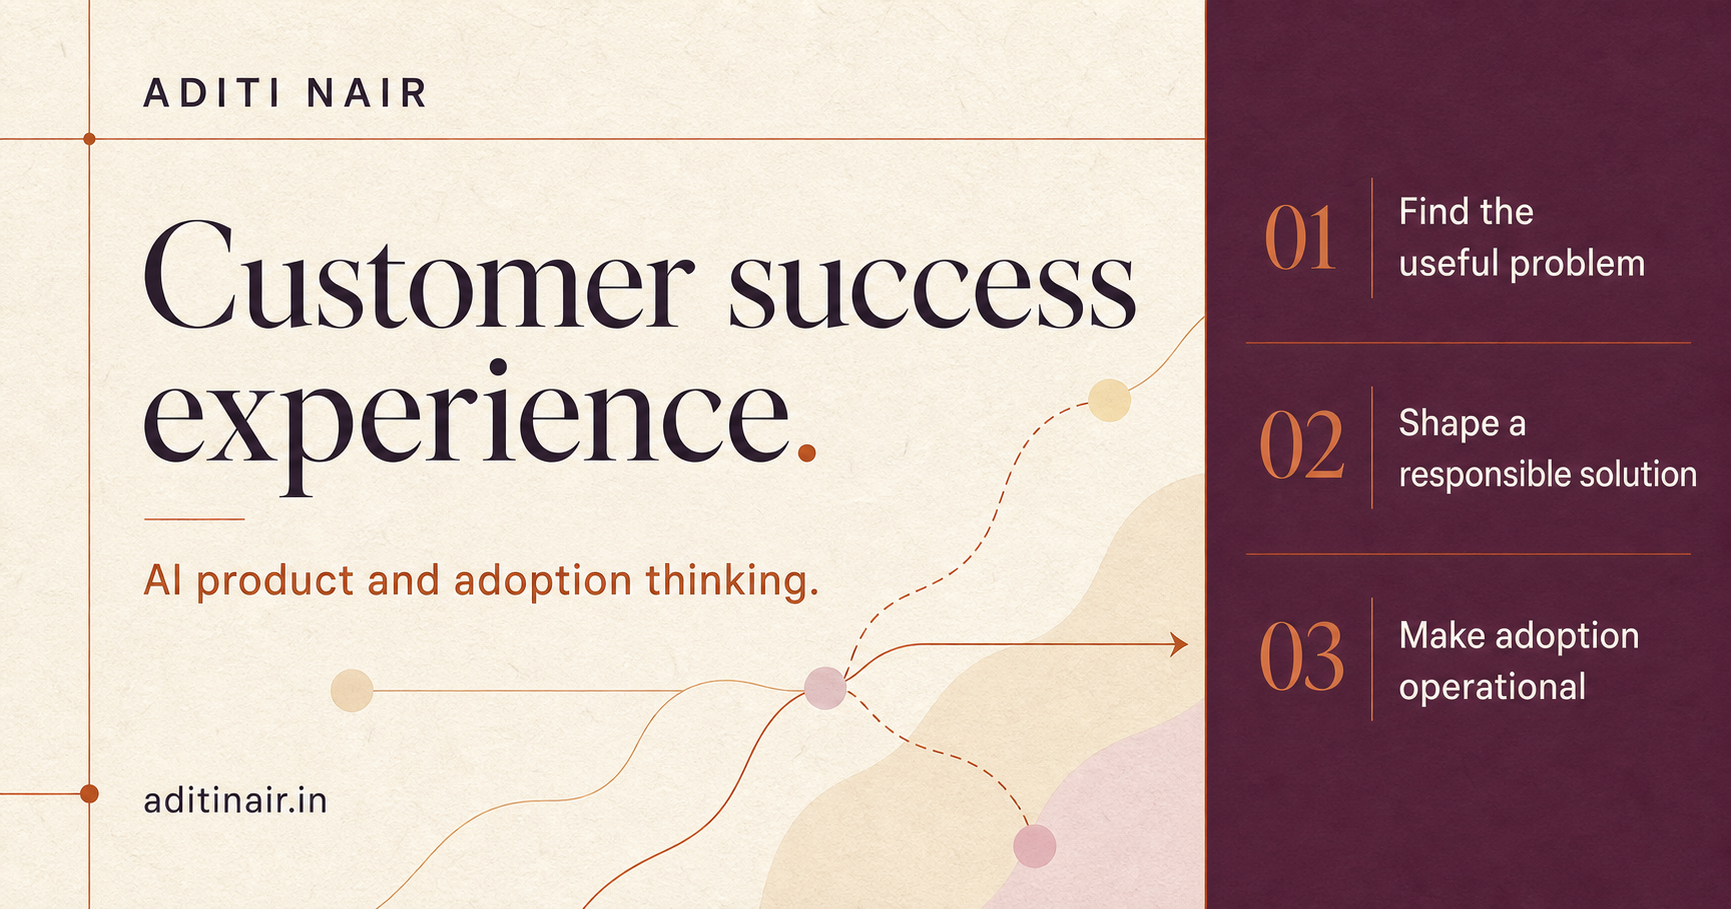 ADITI NAIR
Customer success
experience.
AI product and adoption thinking.
aditinair.in
01
Find the
useful problem
02
Shape a
responsible solution
03
Make adoption
operational